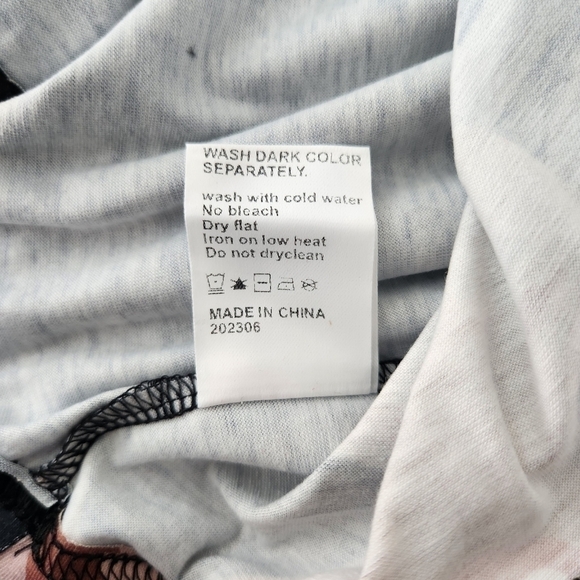 WASH DARK COLOR
SEPARATELY.
wash with cold water
No bleach
Dry flat
Iron on low heat
Do not dryclean
MADE IN CHINA
202306